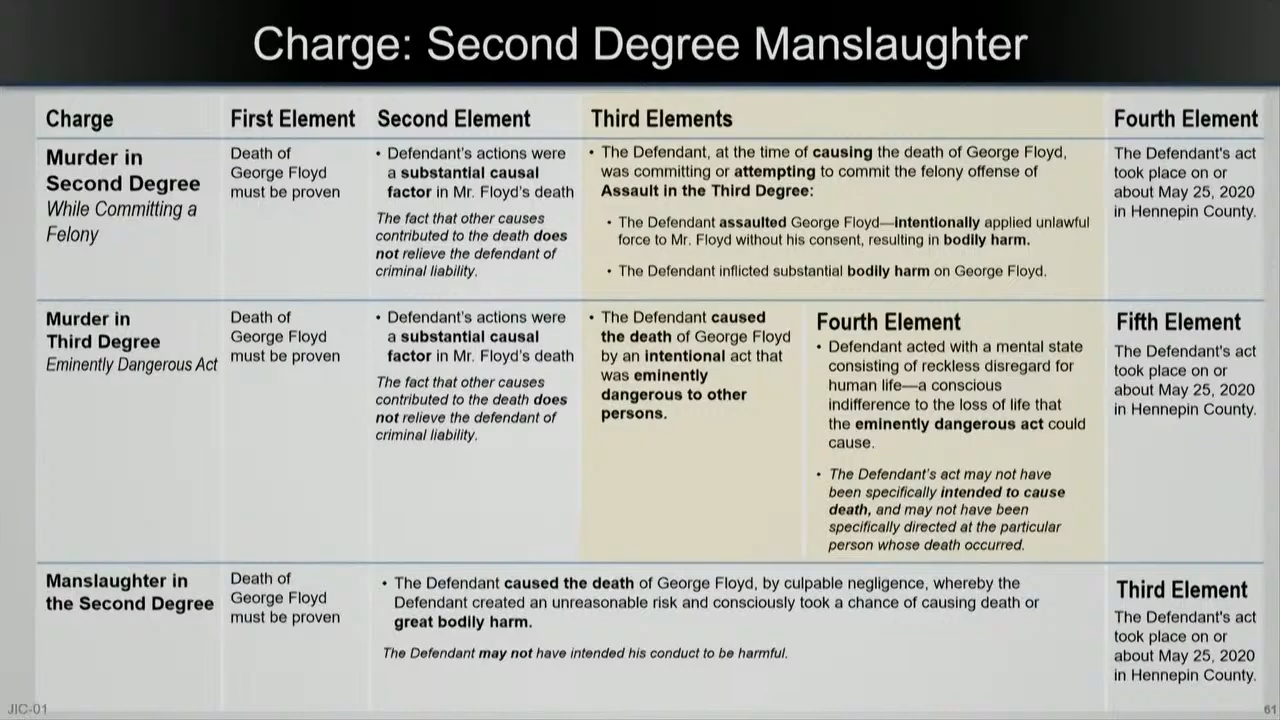 Charge: Second Degree Manslaughter
Charge
First Element
Second Element
Third Elements
Fourth Element
Murder in
Second Degree
While Committing a
Felony
Death of
George Floyd
must be proven
• Defendant's actions were
a substantial causal
factor in Mr. Floyd's death
The fact that other causes
contributed to the death does
not relieve the defendant of
criminal liability.
• The Defendant, at the time of causing the death of George Floyd,
was committing or attempting to commit the felony offense of
Assault in the Third Degree:
• The Defendant assaulted George Floyd—intentionally applied unlawful
force to Mr. Floyd without his consent, resulting in bodily harm.
• The Defendant inflicted substantial bodily harm on George Floyd.
The Defendant's act
took place on or
about May 25, 2020
in Hennepin County.
Murder in
Third Degree
Eminently Dangerous Act
Death of
George Floyd
must be proven
• Defendant's actions were
a substantial causal
factor in Mr. Floyd's death
The fact that other causes
contributed to the death does
not relieve the defendant of
criminal liability.
• The Defendant caused
the death of George Floyd
by an intentional act that
was eminently
dangerous to other
persons.
Fourth Element
• Defendant acted with a mental state
consisting of reckless disregard for
human life—a conscious
indifference to the loss of life that
the eminently dangerous act could
cause.
• The Defendant's act may not have
been specifically intended to cause
death, and may not have been
specifically directed at the particular
person whose death occurred.
Fifth Element
The Defendant's act
took place on or
about May 25, 2020
in Hennepin County.
Manslaughter in
the Second Degree
Death of
George Floyd
must be proven
• The Defendant caused the death of George Floyd, by culpable negligence, whereby the
Defendant created an unreasonable risk and consciously took a chance of causing death or
great bodily harm.
The Defendant may not have intended his conduct to be harmful.
Third Element
The Defendant's act
took place on or
about May 25, 2020
in Hennepin County.
JIC-01
61